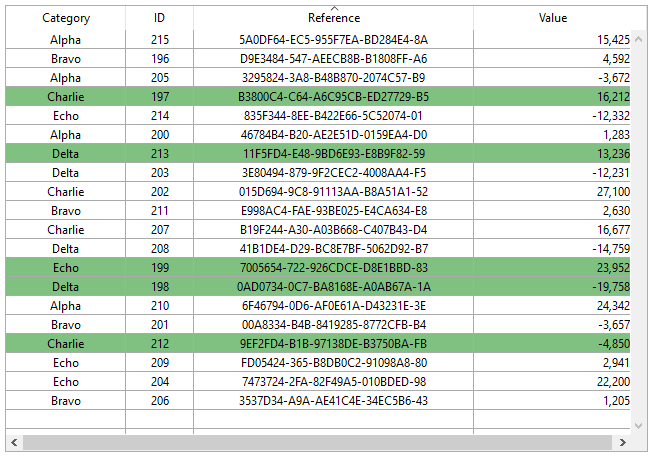 Category ID Reference Value
Alpha 215 5A0DF64-EC5-955F7EA-BD284E4-8A 15,425
Bravo 196 D9E3484-547-AEECB8B-B1808FF-A6 4,592
Alpha 205 3295824-3A8-B48B870-2074C57-B9 -3,672
Charlie 197 B3800C4-C64-A6C95CB-ED27729-B5 16,212
Echo 214 835F344-8EE-B422E66-5C52074-01 -12,332
Alpha 200 46784B4-B20-AE2E51D-0159EA4-D0 1,283
Delta 213 11F5FD4-E48-9BD6E93-E8B9F82-59 13,236
Delta 203 3E80494-879-9F2CEC2-4008AA4-F5 -12,231
Charlie 202 015D694-9C8-91113AA-B8A51A1-52 27,100
Bravo 211 E998AC4-FAE-93BE025-E4CA634-E8 2,630
Charlie 207 B19F244-A30-A03B668-C407B43-D4 16,677
Delta 208 41B1DE4-D29-BC8E7BF-5062D92-B7 -14,759
Echo 199 7005654-722-926CDCE-D8E1BBD-83 23,952
Delta 198 0AD0734-0C7-BA8168E-A0AB67A-1A -19,758
Alpha 210 6F46794-0D6-AF0E61A-D43231E-3E 24,342
Bravo 201 00A8334-B4B-8419285-8772CFB-B4 -3,657
Charlie 212 9EF2FD4-B1B-97138DE-B3750BA-FB -4,850
Echo 209 FD05424-365-B8DB0C2-91098A8-80 2,941
Echo 204 7473724-2FA-82F49A5-010BDED-98 22,200
Bravo 206 3537D34-A9A-AE41C4E-34EC5B6-43 1,205